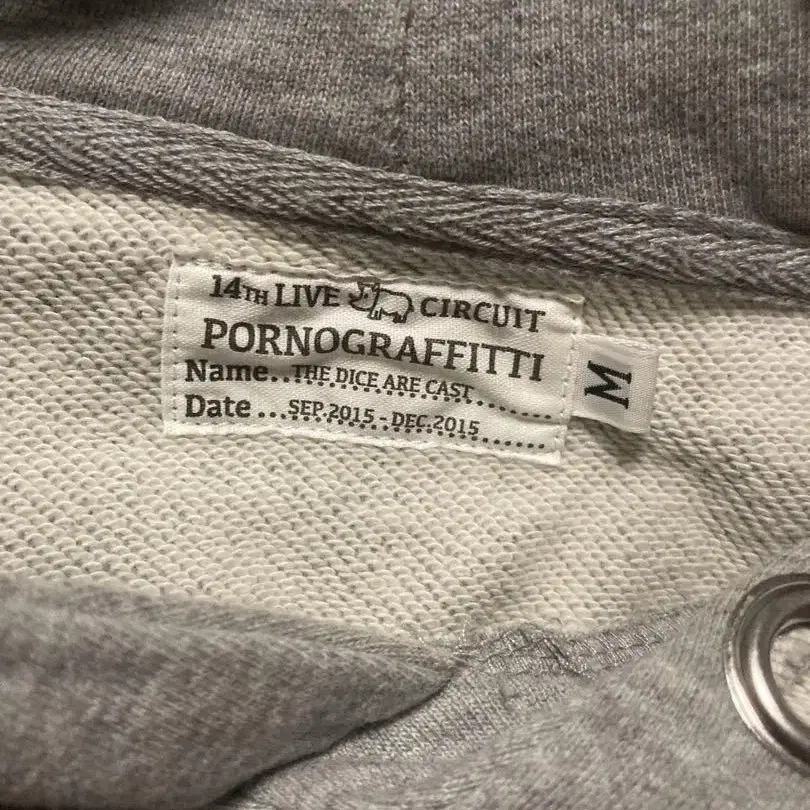 14TH LIVE CIRCUIT
PORNOGRAFFITTI
Name..THE DICE ARE CAST
Date...SEP.2015 - DEC.2015
M